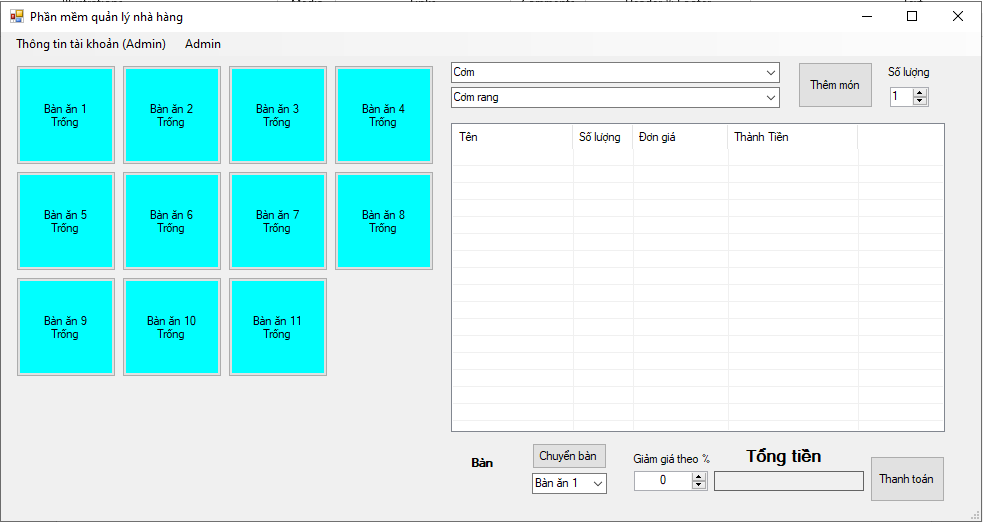 Phần mềm quản lý nhà hàng
Thông tin tài khoản (Admin) Admin
Bàn ăn 1
Trống
Bàn ăn 2
Trống
Bàn ăn 3
Trống
Bàn ăn 4
Trống
Bàn ăn 5
Trống
Bàn ăn 6
Trống
Bàn ăn 7
Trống
Bàn ăn 8
Trống
Bàn ăn 9
Trống
Bàn ăn 10
Trống
Bàn ăn 11
Trống
Cơm
Cơm rang
Thêm món
Số lượng
1
Tên Số lượng Đơn giá Thành Tiền
Bàn
Chuyển bàn
Bàn ăn 1
Giảm giá theo %
0
Tổng tiền
Thanh toán